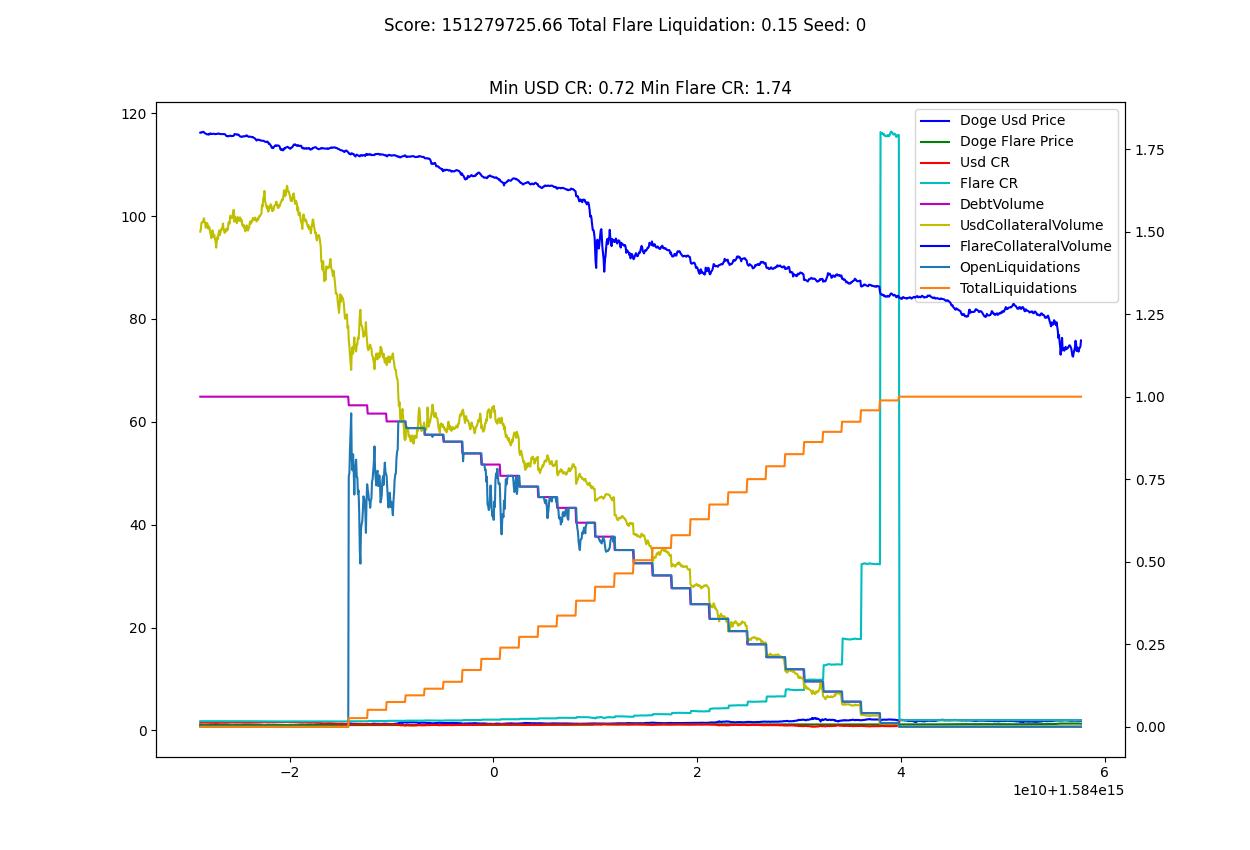 Score: 151279725.66 Total Flare Liquidation: 0.15 Seed: 0
Min USD CR: 0.72 Min Flare CR: 1.74
120
100
80
60
40
20
0
Doge Usd Price
Doge Flare Price
Usd CR
Flare CR
DebtVolume
UsdCollateralVolume
FlareCollateralVolume
OpenLiquidations
TotalLiquidations
1.75
1.50
1.25
1.00
0.75
0.50
0.25
0.00
−2 0 2 4 6
1e10+1.584e15